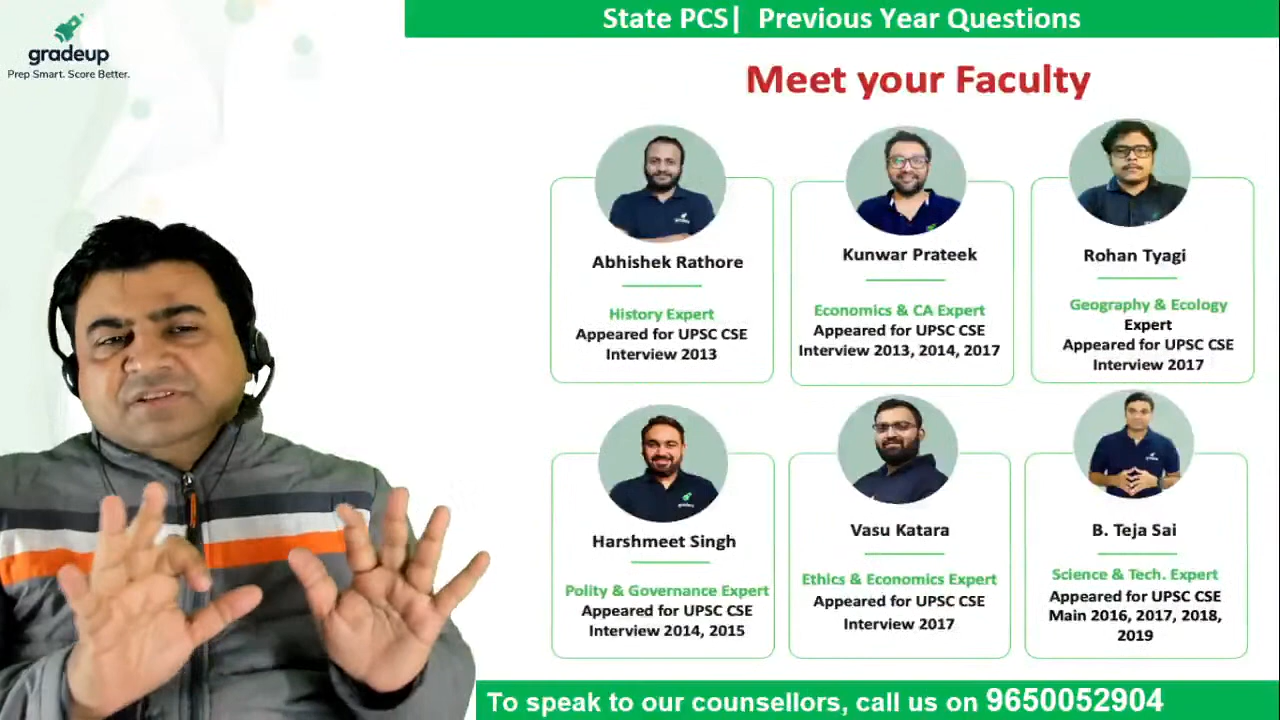 gradeup
Prep Smart. Score Better.
State PCS| Previous Year Questions
Meet your Faculty
Abhishek Rathore
History Expert
Appeared for UPSC CSE
Interview 2013
Kunwar Prateek
Economics & CA Expert
Appeared for UPSC CSE
Interview 2013, 2014, 2017
Rohan Tyagi
Geography & Ecology
Expert
Appeared for UPSC CSE
Interview 2017
Harshmeet Singh
Polity & Governance Expert
Appeared for UPSC CSE
Interview 2014, 2015
Vasu Katara
Ethics & Economics Expert
Appeared for UPSC CSE
Interview 2017
B. Teja Sai
Science & Tech. Expert
Appeared for UPSC CSE
Main 2016, 2017, 2018,
2019
To speak to our counsellors, call us on 9650052904